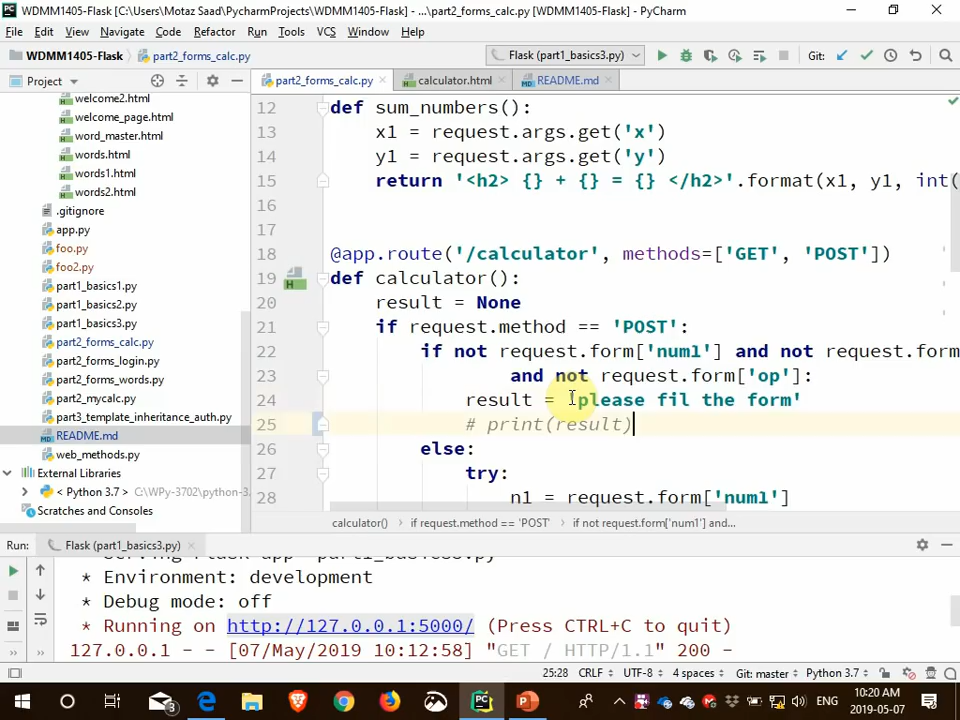 WDMM1405-Flask [C:\Users\Motaz Saad\PycharmProjects\WDMM1405-Flask] - ...\part2_forms_calc.py [WDMM1405-Flask] - PyCharm
File Edit View Navigate Code Refactor Run Tools VCS Window Help
WDMM1405-Flask part2_forms_calc.py Flask (part1_basics3.py) Git:
Project part2_forms_calc.py calculator.html README.md
welcome2.html
welcome_page.html
word_master.html
words.html
words1.html
words2.html
.gitignore
app.py
foo.py
foo2.py
part1_basics1.py
part1_basics2.py
part1_basics3.py
part2_forms_calc.py
part2_forms_login.py
part2_forms_words.py
part2_mycalc.py
part3_template_inheritance_auth.py
README.md
web_methods.py
External Libraries
< Python 3.7 > C:\WPy-3702\python-3.
Scratches and Consoles
12 def sum_numbers():
13 x1 = request.args.get('x')
14 y1 = request.args.get('y')
15 return '<h2> {} + {} = {} </h2>'.format(x1, y1, int(
16
17
18 @app.route('/calculator', methods=['GET', 'POST'])
19 def calculator():
20 result = None
21 if request.method == 'POST':
22 if not request.form['num1'] and not request.form
23 and not request.form['op']:
24 result = 'please fil the form'
25 # print(result)
26 else:
27 try:
28 n1 = request.form['num1']
calculator() if request.method == 'POST' if not request.form['num1'] and...
Run: Flask (part1_basics3.py)
* Environment: development
* Debug mode: off
* Running on http://127.0.0.1:5000/ (Press CTRL+C to quit)
127.0.0.1 - - [07/May/2019 10:12:58] "GET / HTTP/1.1" 200 -
25:28 CRLF UTF-8 4 spaces Git: master Python 3.7
3 ENG 10:20 AM
2019-05-07